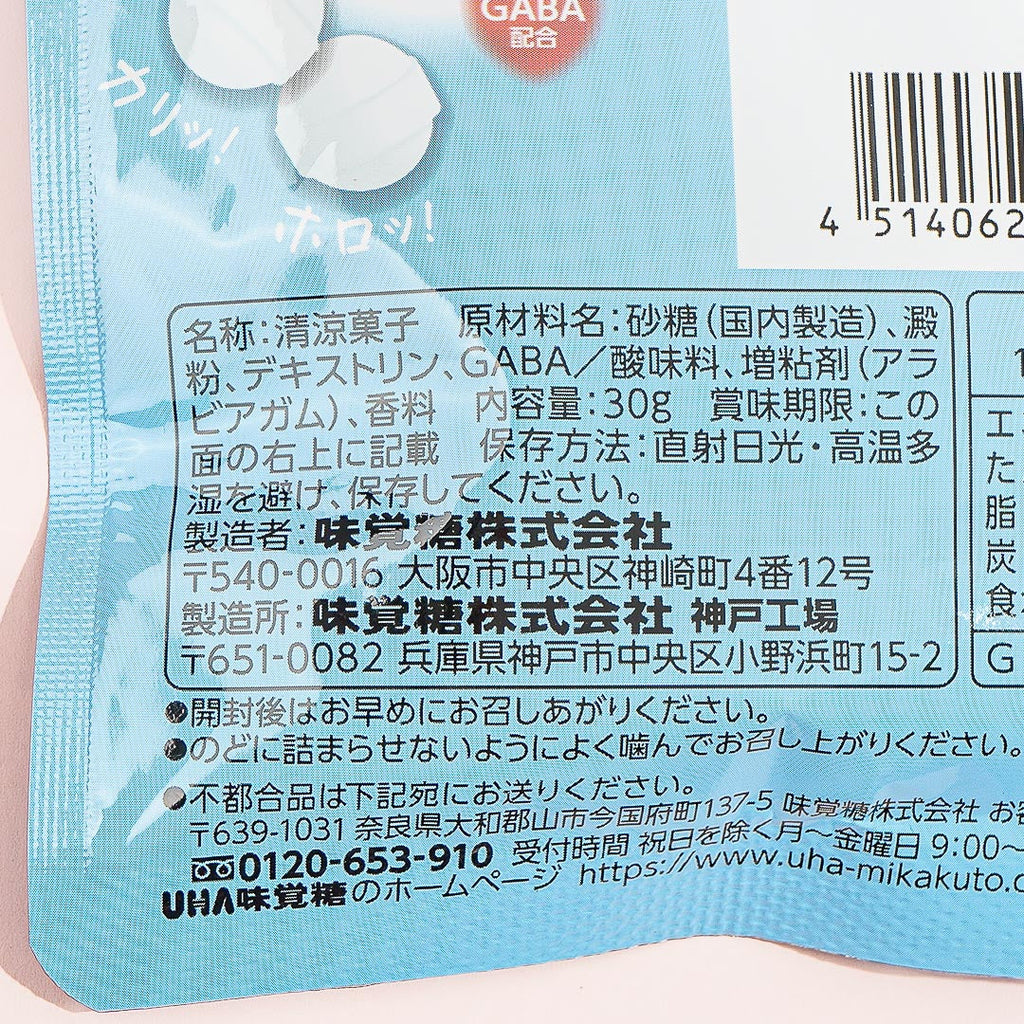 GABA
配合
カリッ!
ホロッ!
4 514062
名称:清涼菓子 原材料名:砂糖(国内製造)、澱
粉、デキストリン、GABA/酸味料、増粘剤(アラ
ビアガム)、香料 内容量:30g 賞味期限:この
面の右上に記載 保存方法:直射日光・高温多
湿を避け、保存してください。
製造者:味覚糖株式会社
〒540-0016 大阪市中央区神崎町4番12号
製造所:味覚糖株式会社 神戸工場
〒651-0082 兵庫県神戸市中央区小野浜町15-2
1
エ
た
脂
炭
食
G
●開封後はお早めにお召しあがりください。
●のどに詰まらせないようによく噛んでお召し上がりください。
●不都合品は下記宛にお送りください。
〒639-1031 奈良県大和郡山市今国府町137-5 味覚糖株式会社 お客
0120-653-910 受付時間 祝日を除く月～金曜日 9:00～
UHA味覚糖のホームページ https://www.uha-mikakuto.c